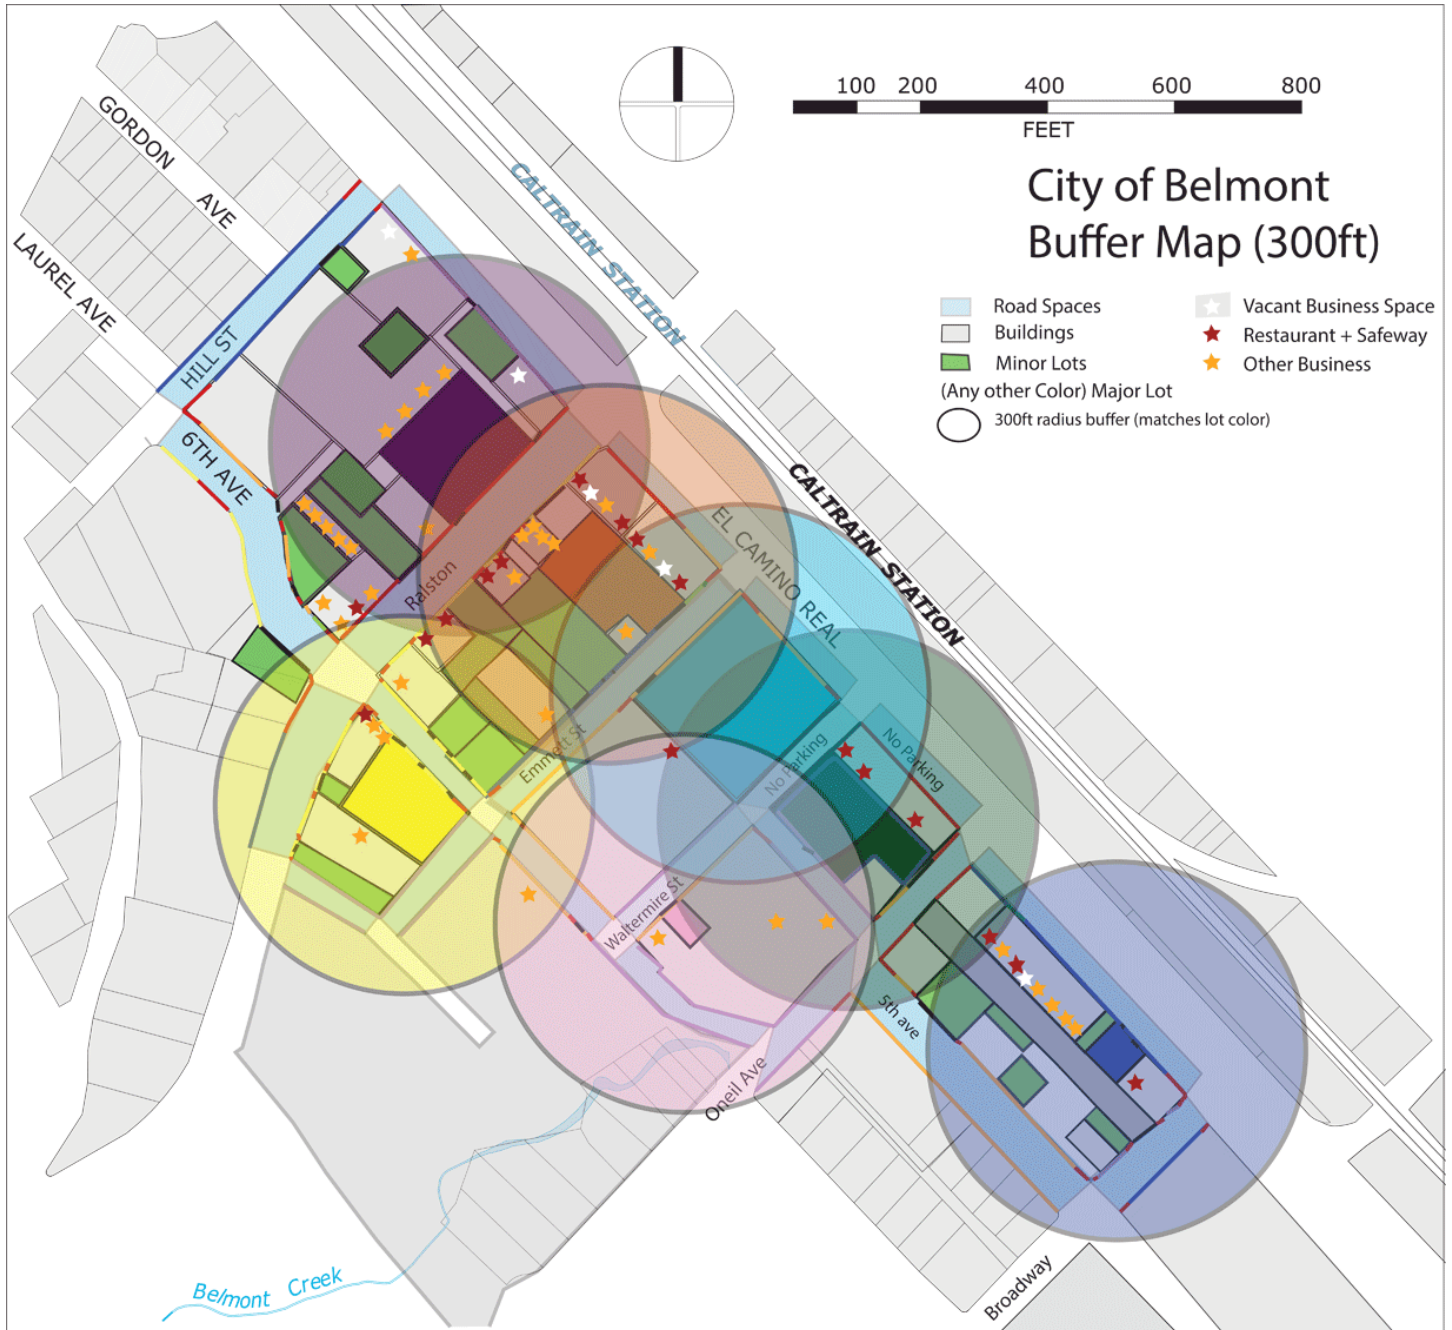 100 200 400 600 800
FEET
City of Belmont
Buffer Map (300ft)
Road Spaces
Buildings
Minor Lots
(Any other Color) Major Lot
300ft radius buffer (matches lot color)
Vacant Business Space
Restaurant + Safeway
Other Business
GORDON AVE
LAUREL AVE
HILL ST
6TH AVE
CALTRAIN STATION
CALTRAIN STATION
EL CAMINO REAL
Ralston
Emmett St
No Parking
No Parking
Waltermire St
5th ave
Oneil Ave
Broadway
Belmont Creek